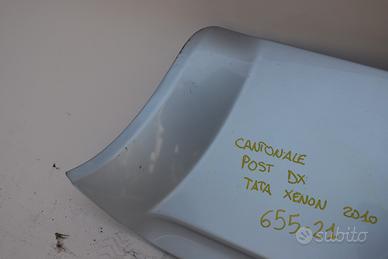 CANTONALE
POST DX
TATA XENON 2010
655,21
subito